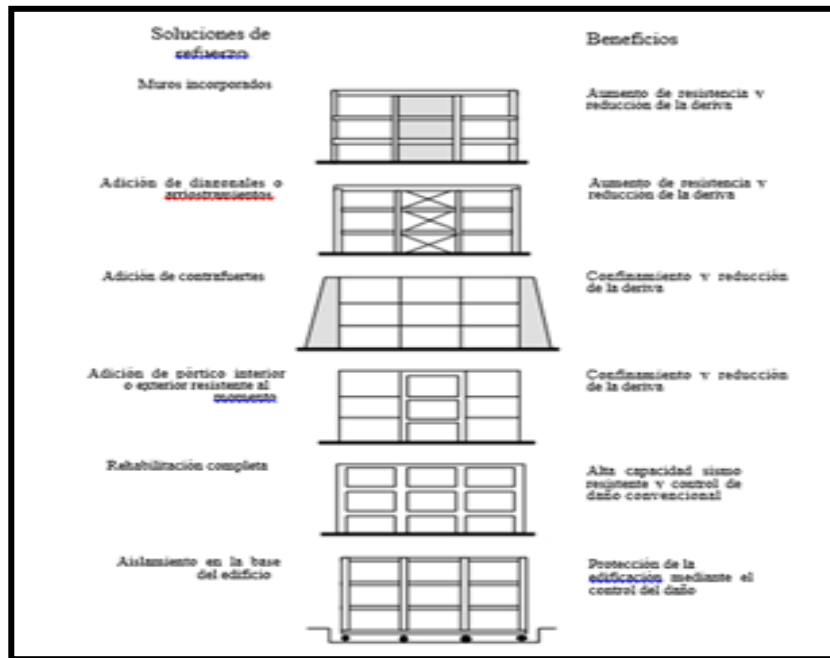 Soluciones de
refuerzo
Beneficios
Muros incorporados
Aumento de resistencia y
reducción de la deriva
Adición de diagonales o
arriostramientos
Aumento de resistencia y
reducción de la deriva
Adición de contrafuertes
Confinamiento y reducción
de la deriva
Adición de pórtico interior
o exterior resistente al
momento
Confinamiento y reducción
de la deriva
Rehabilitación completa
Alta capacidad sismo
resistente y control de
daño convencional
Aislamiento en la base
del edificio
Protección de la
edificación mediante el
control del daño